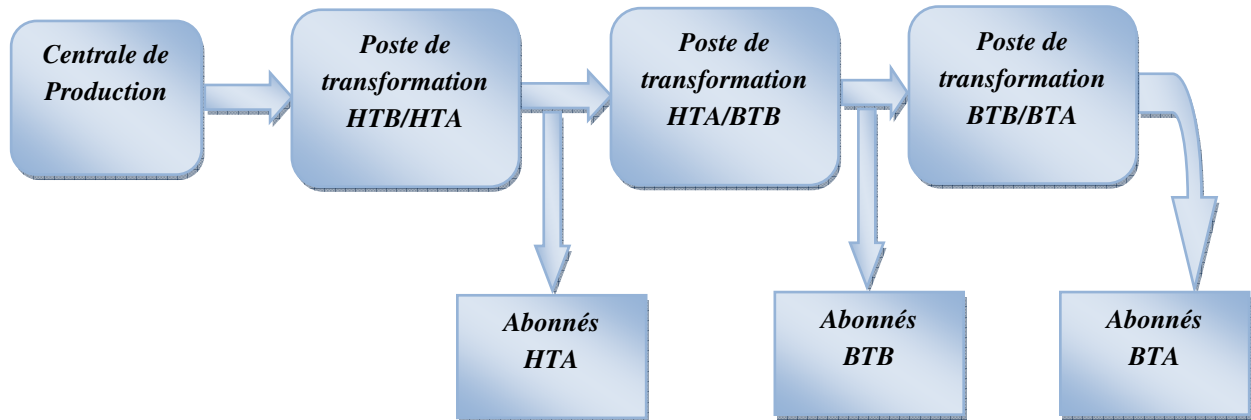 Centrale de
Production
Poste de
transformation
HTB/HTA
Poste de
transformation
HTA/BTB
Poste de
transformation
BTB/BTA
Abonnés
HTA
Abonnés
BTB
Abonnés
BTA